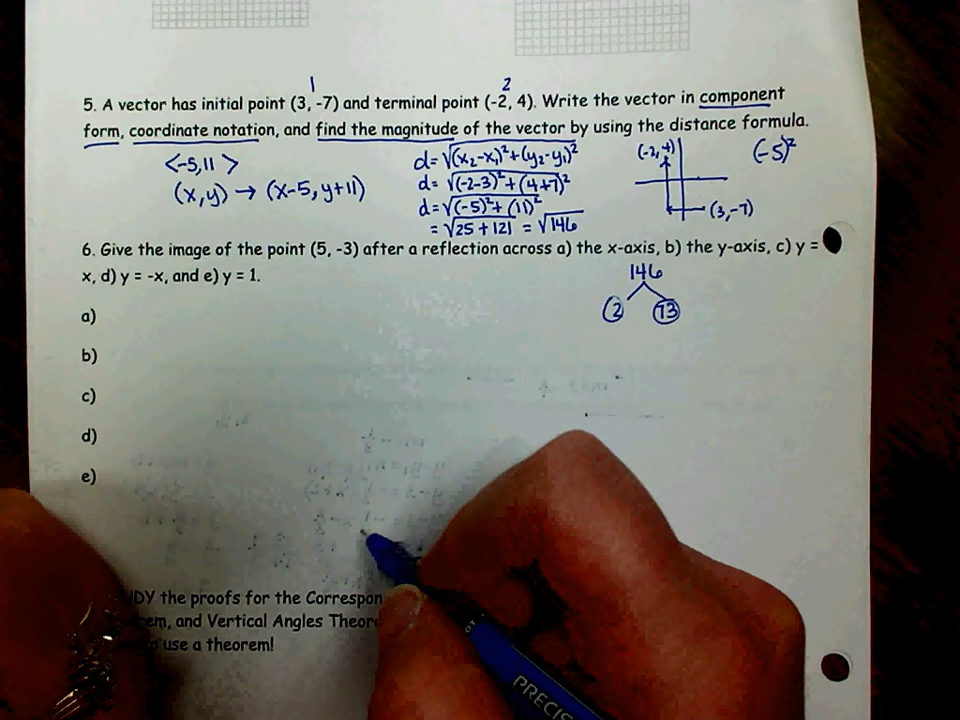 1 2
5. A vector has initial point (3, -7) and terminal point (-2, 4). Write the vector in component
form, coordinate notation, and find the magnitude of the vector by using the distance formula.
<-5,11>
(x,y) → (x-5, y+11)
d=√(x₂-x₁)²+(y₂-y₁)²
d= √(-2-3)²+(4+7)²
d=√(-5)²+(11)²
=√25+121 = √146
(-2,4)
(3,-7)
(-5)²
6. Give the image of the point (5, -3) after a reflection across a) the x-axis, b) the y-axis, c) y =
x, d) y = -x, and e) y = 1.
146
2 73
a)
b)
c)
d)
e)
the proofs for the
and Vertical Angles
use a theorem!
PRECIS